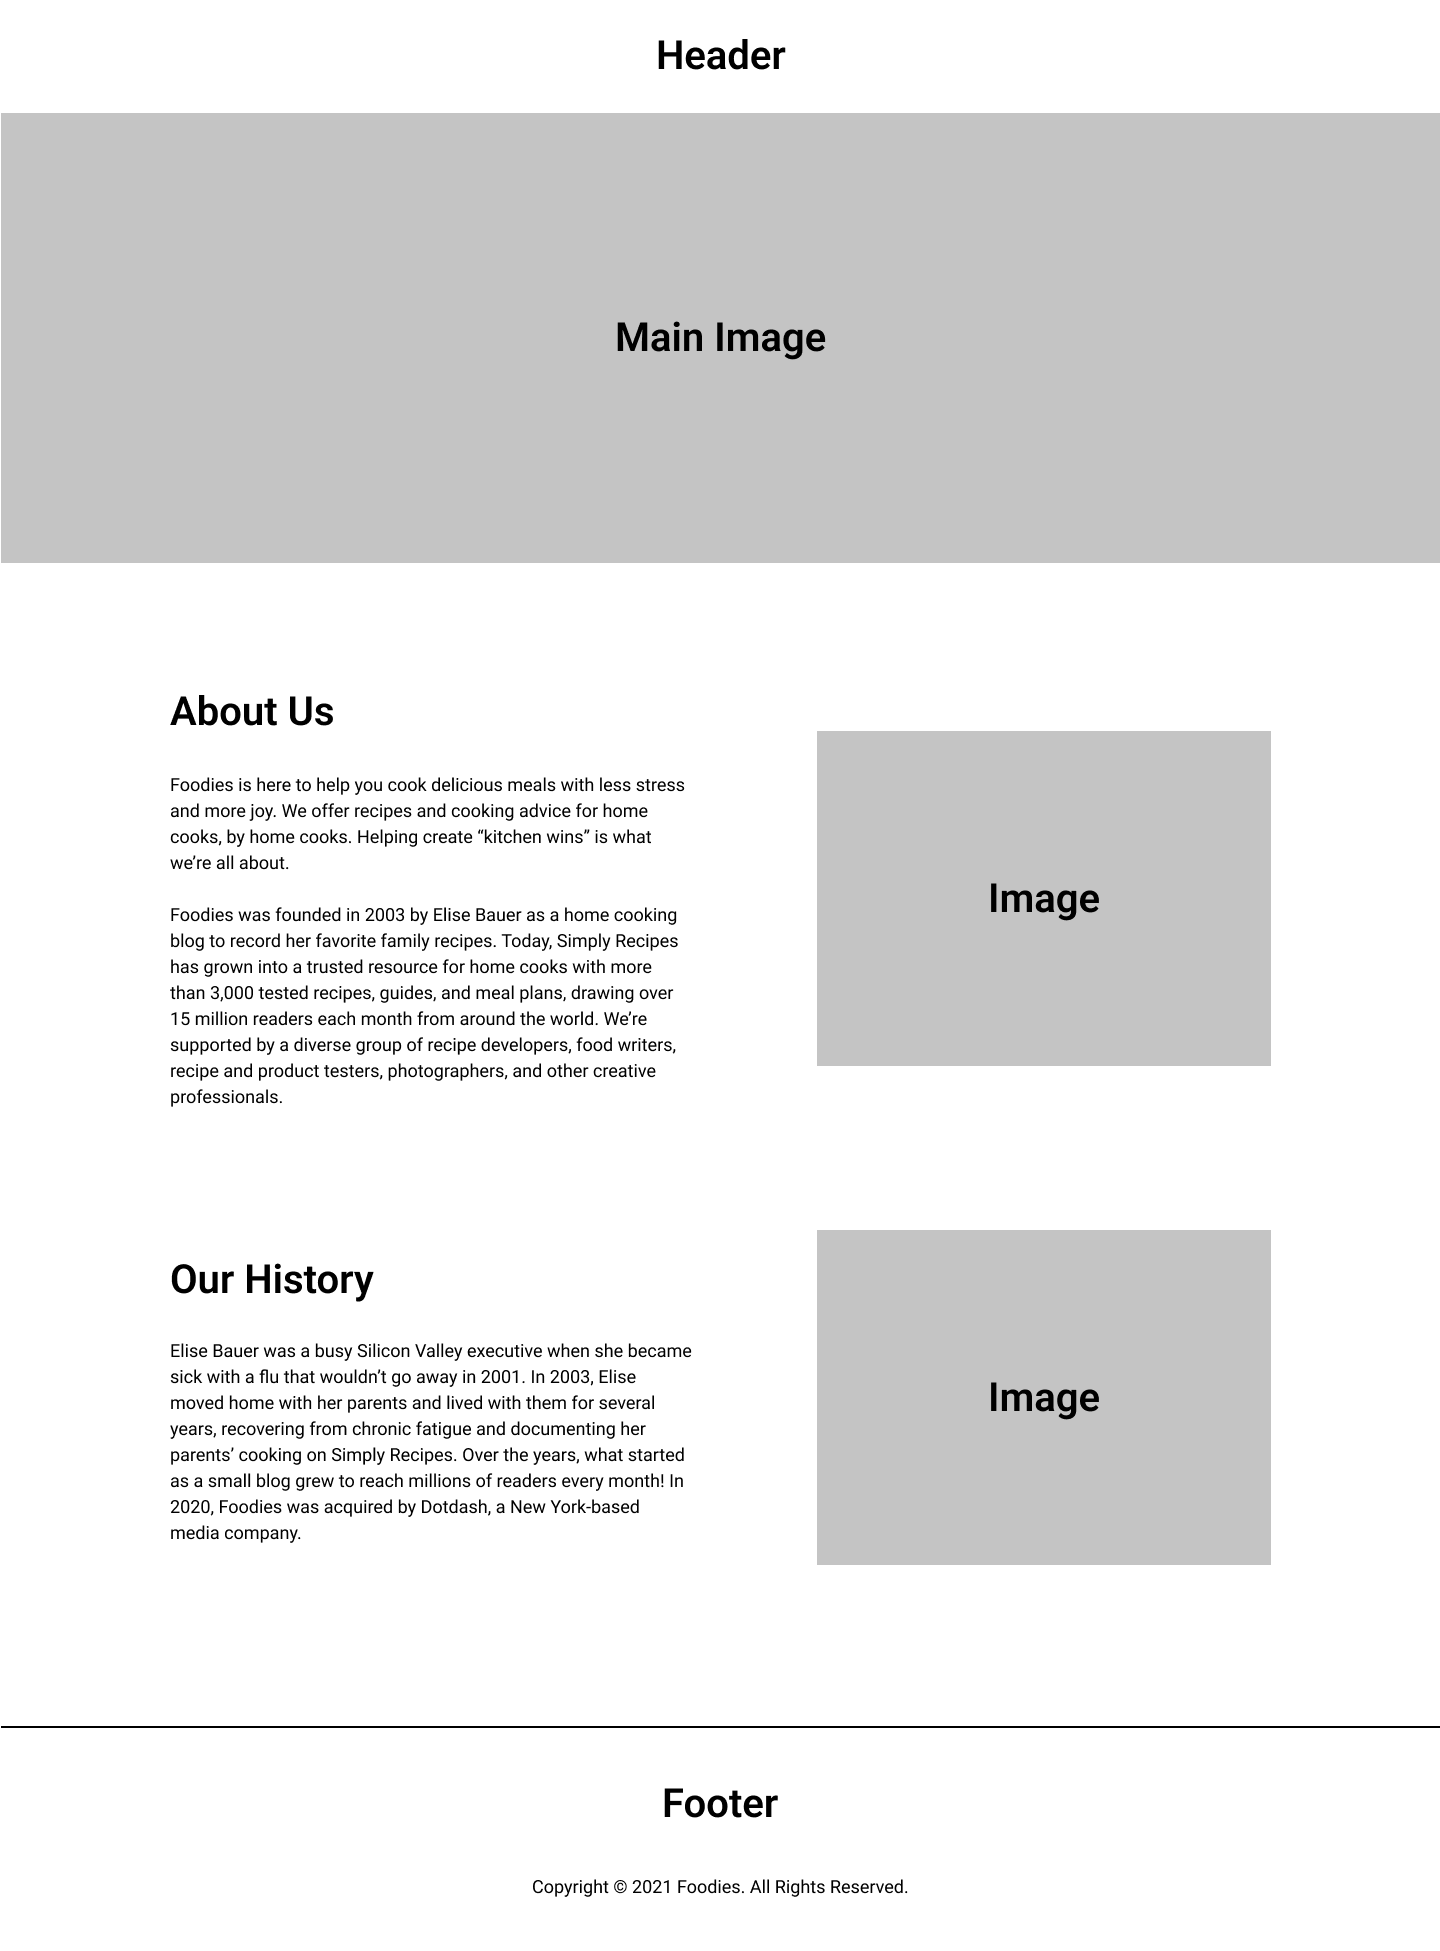 Header
Main Image
About Us
Foodies is here to help you cook delicious meals with less stress
and more joy. We offer recipes and cooking advice for home
cooks, by home cooks. Helping create “kitchen wins” is what
we’re all about.
Foodies was founded in 2003 by Elise Bauer as a home cooking
blog to record her favorite family recipes. Today, Simply Recipes
has grown into a trusted resource for home cooks with more
than 3,000 tested recipes, guides, and meal plans, drawing over
15 million readers each month from around the world. We’re
supported by a diverse group of recipe developers, food writers,
recipe and product testers, photographers, and other creative
professionals.
Image
Our History
Elise Bauer was a busy Silicon Valley executive when she became
sick with a flu that wouldn’t go away in 2001. In 2003, Elise
moved home with her parents and lived with them for several
years, recovering from chronic fatigue and documenting her
parents’ cooking on Simply Recipes. Over the years, what started
as a small blog grew to reach millions of readers every month! In
2020, Foodies was acquired by Dotdash, a New York-based
media company.
Image
Footer
Copyright © 2021 Foodies. All Rights Reserved.